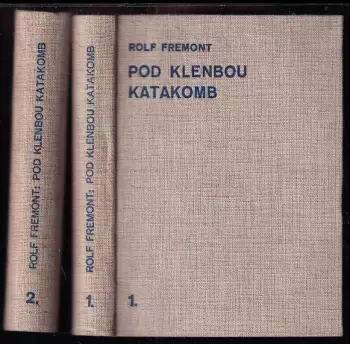 ROLF FREMONT: POD KLENBOU KATAKOMB
2.
ROLF FREMONT: POD KLENBOU KATAKOMB
1.
ROLF FREMONT
POD KLENBOU
KATAKOMB
1.